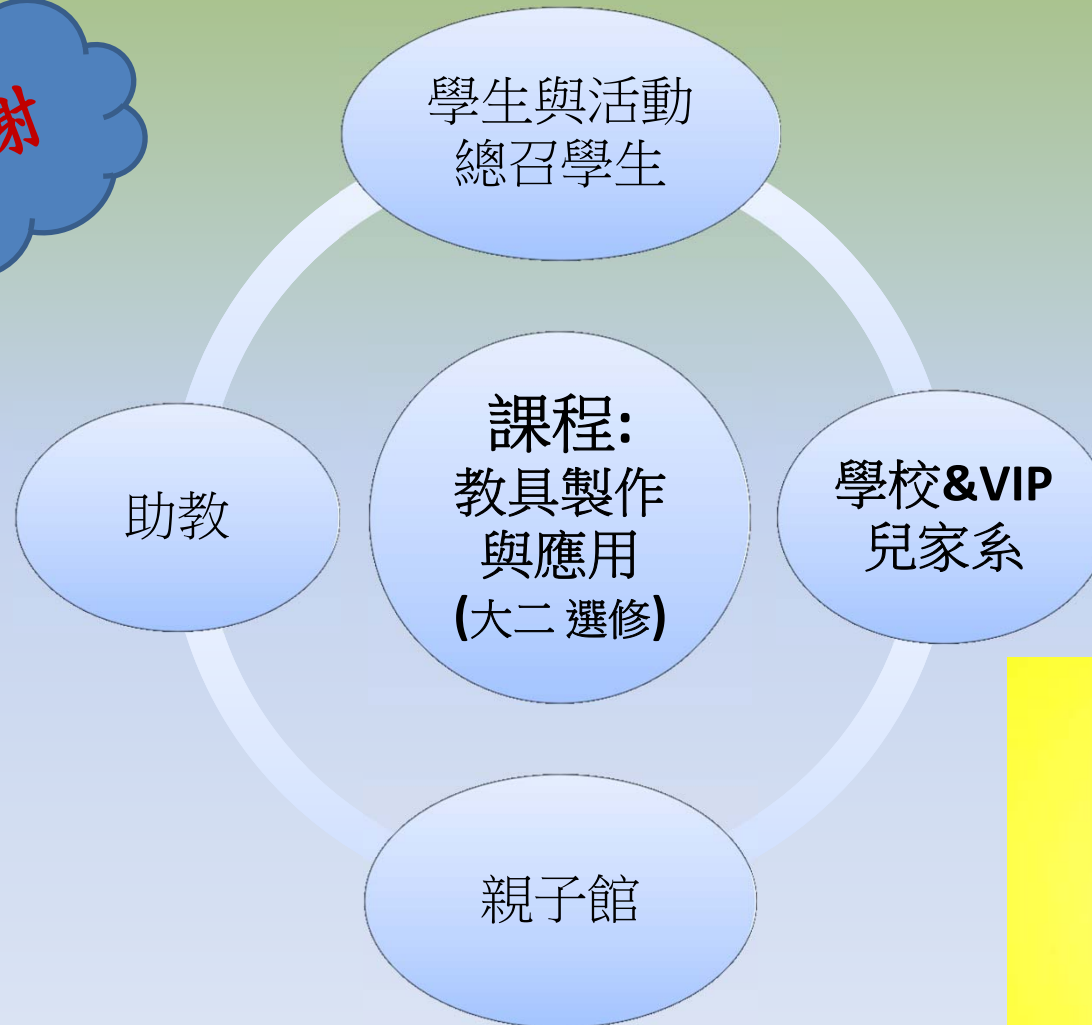 謝
學生與活動
總召學生
課程:
教具製作
與應用
(大二 選修)
助教
學校&VIP
兒家系
親子館